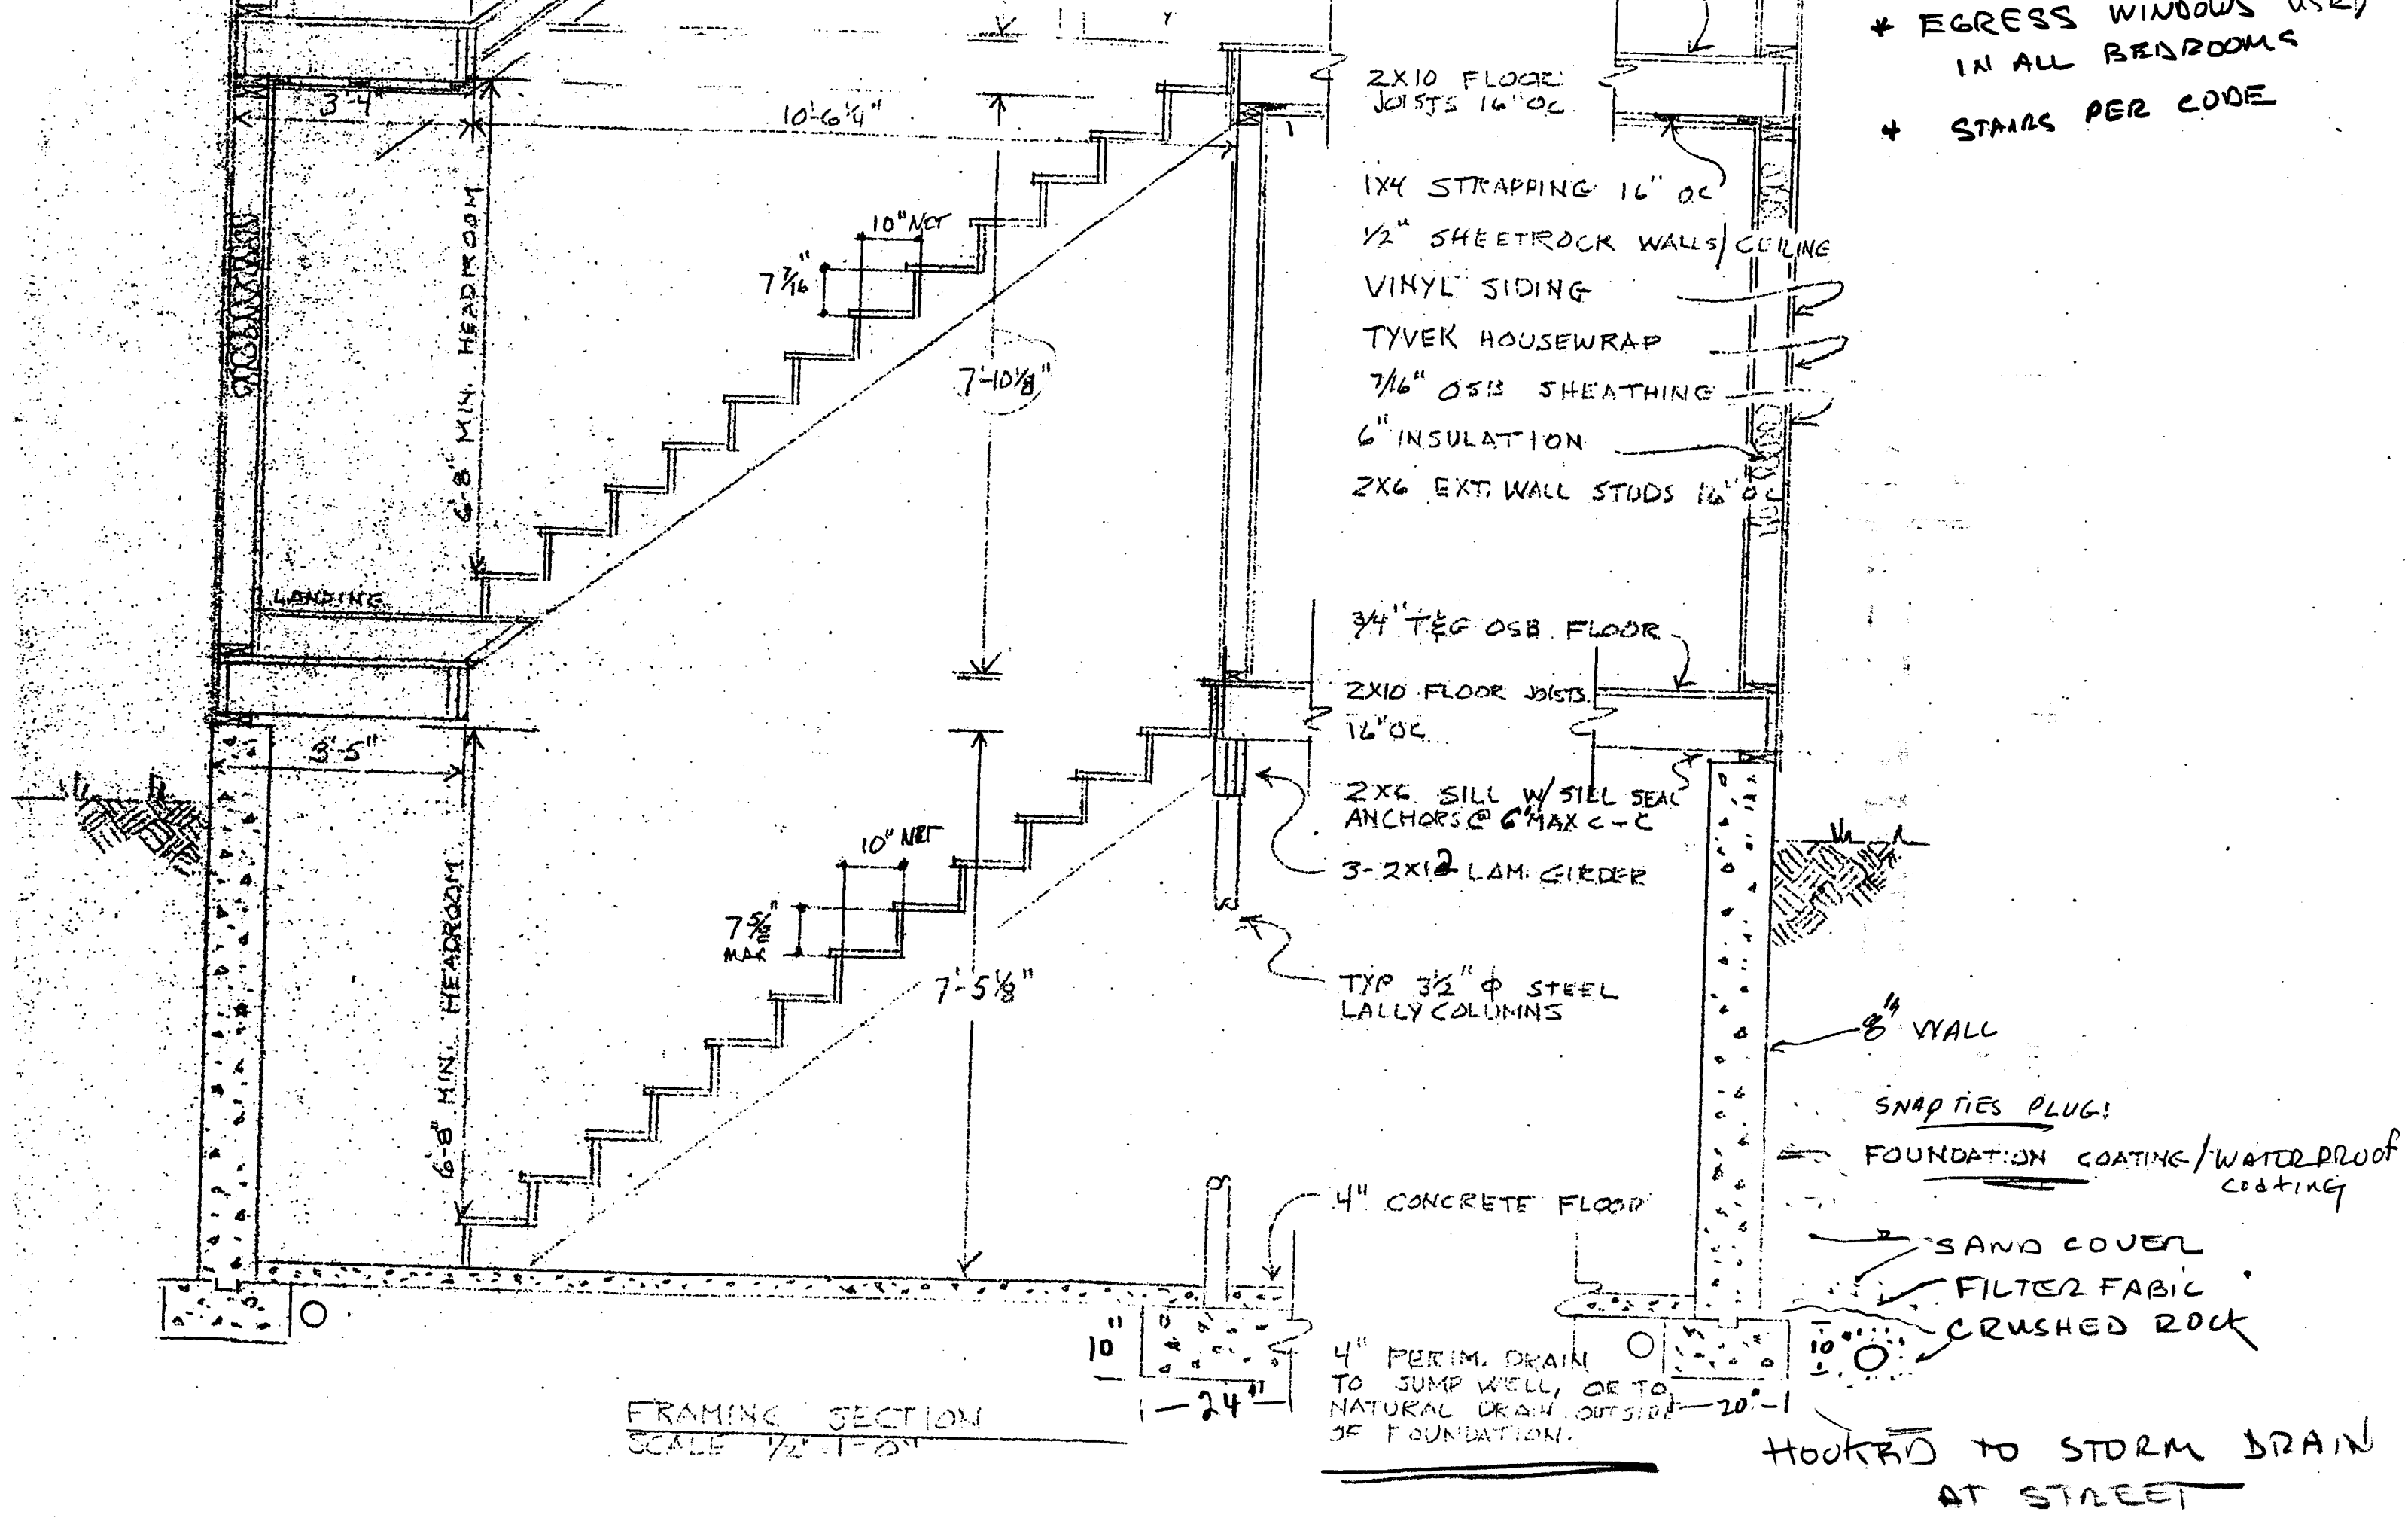 * EGRESS WINDOWS
IN ALL BEDROOMS
* STAIRS PER CODE
3'-4"
10'-6 1/4"
2X10 FLOOR
JOISTS 16" OC
1X4 STRAPPING 16" OC
1/2" SHEETROCK WALLS/CEILING
VINYL SIDING
TYVEK HOUSEWRAP
7/16" OSB SHEATHING
6" INSULATION
2X6 EXT. WALL STUDS 16" OC
6'-8" MIN. HEADROOM
10" NET
7 7/16"
7'-10 1/8"
LANDING
3/4" T&G OSB FLOOR
2X10 FLOOR JOISTS
16" OC
2X6 SILL W/ SILL SEAL
ANCHORS @ 6' MAX C-C
3-2X12 LAM. GIRDER
3'-5"
6'-8" MIN. HEADROOM
10" NET
MAX
7'-5 1/8"
TYP 3 1/2" φ STEEL
LALLY COLUMNS
8" WALL
SNAP TIES PLUG!
FOUNDATION COATING/WATERPROOF
COATING
4" CONCRETE FLOOR
SAND COVER
FILTER FABIC
CRUSHED ROCK
10"
24"
4" PERIM. DRAIN
TO SUMP WELL, OR TO
NATURAL DRAIN OUTSIDE
OF FOUNDATION.
20"
10"
FRAMING SECTION
SCALE 1/2" 1'-0"
HOOKED TO STORM DRAIN
AT STREET